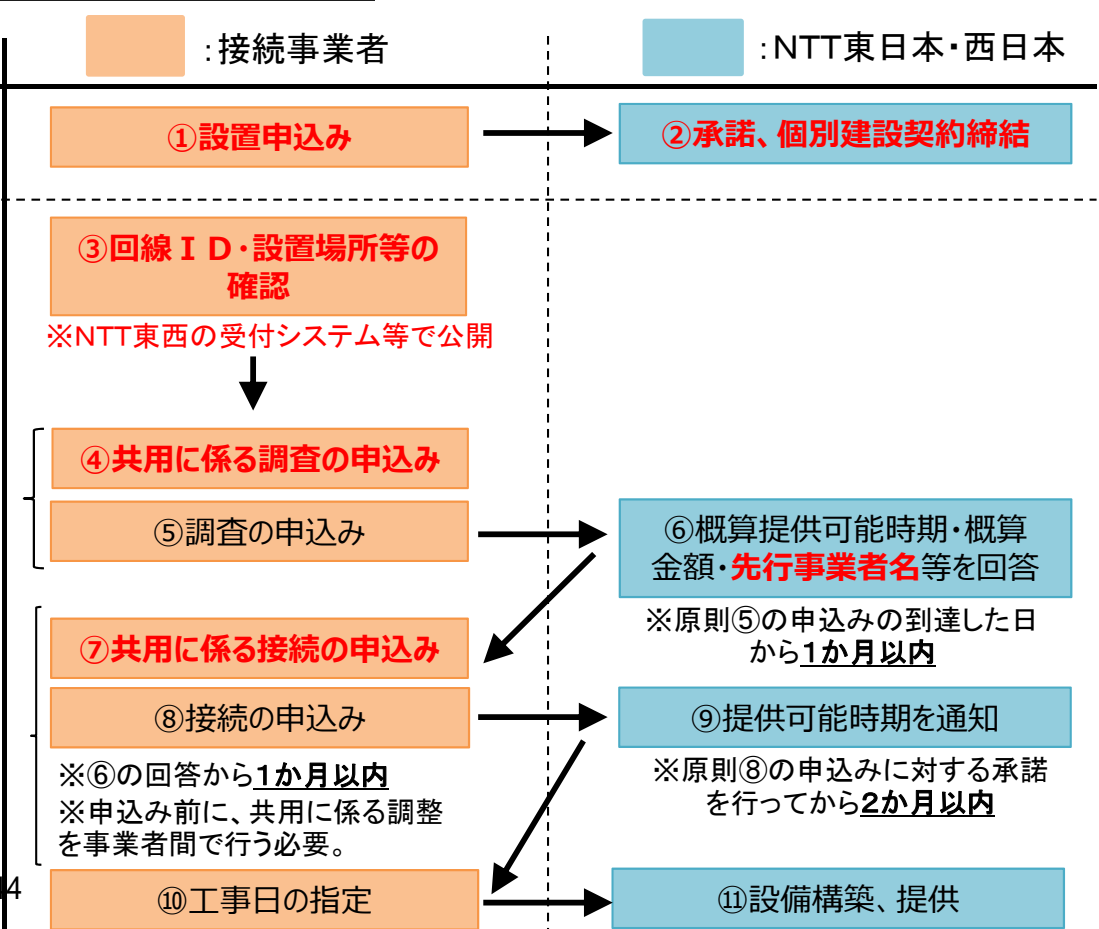 :接続事業者
:NTT東日本・西日本
①設置申込み
②承諾、個別建設契約締結
③回線ID・設置場所等の
確認
※NTT東西の受付システム等で公開
④共用に係る調査の申込み
⑤調査の申込み
⑥概算提供可能時期・概算
金額・先行事業者名等を回答
※原則⑤の申込みの到達した日
から1か月以内
⑦共用に係る接続の申込み
⑧接続の申込み
⑨提供可能時期を通知
※⑥の回答から1か月以内
※申込み前に、共用に係る調整
を事業者間で行う必要。
※原則⑧の申込みに対する承諾
を行ってから2か月以内
⑩工事日の指定
⑪設備構築、提供